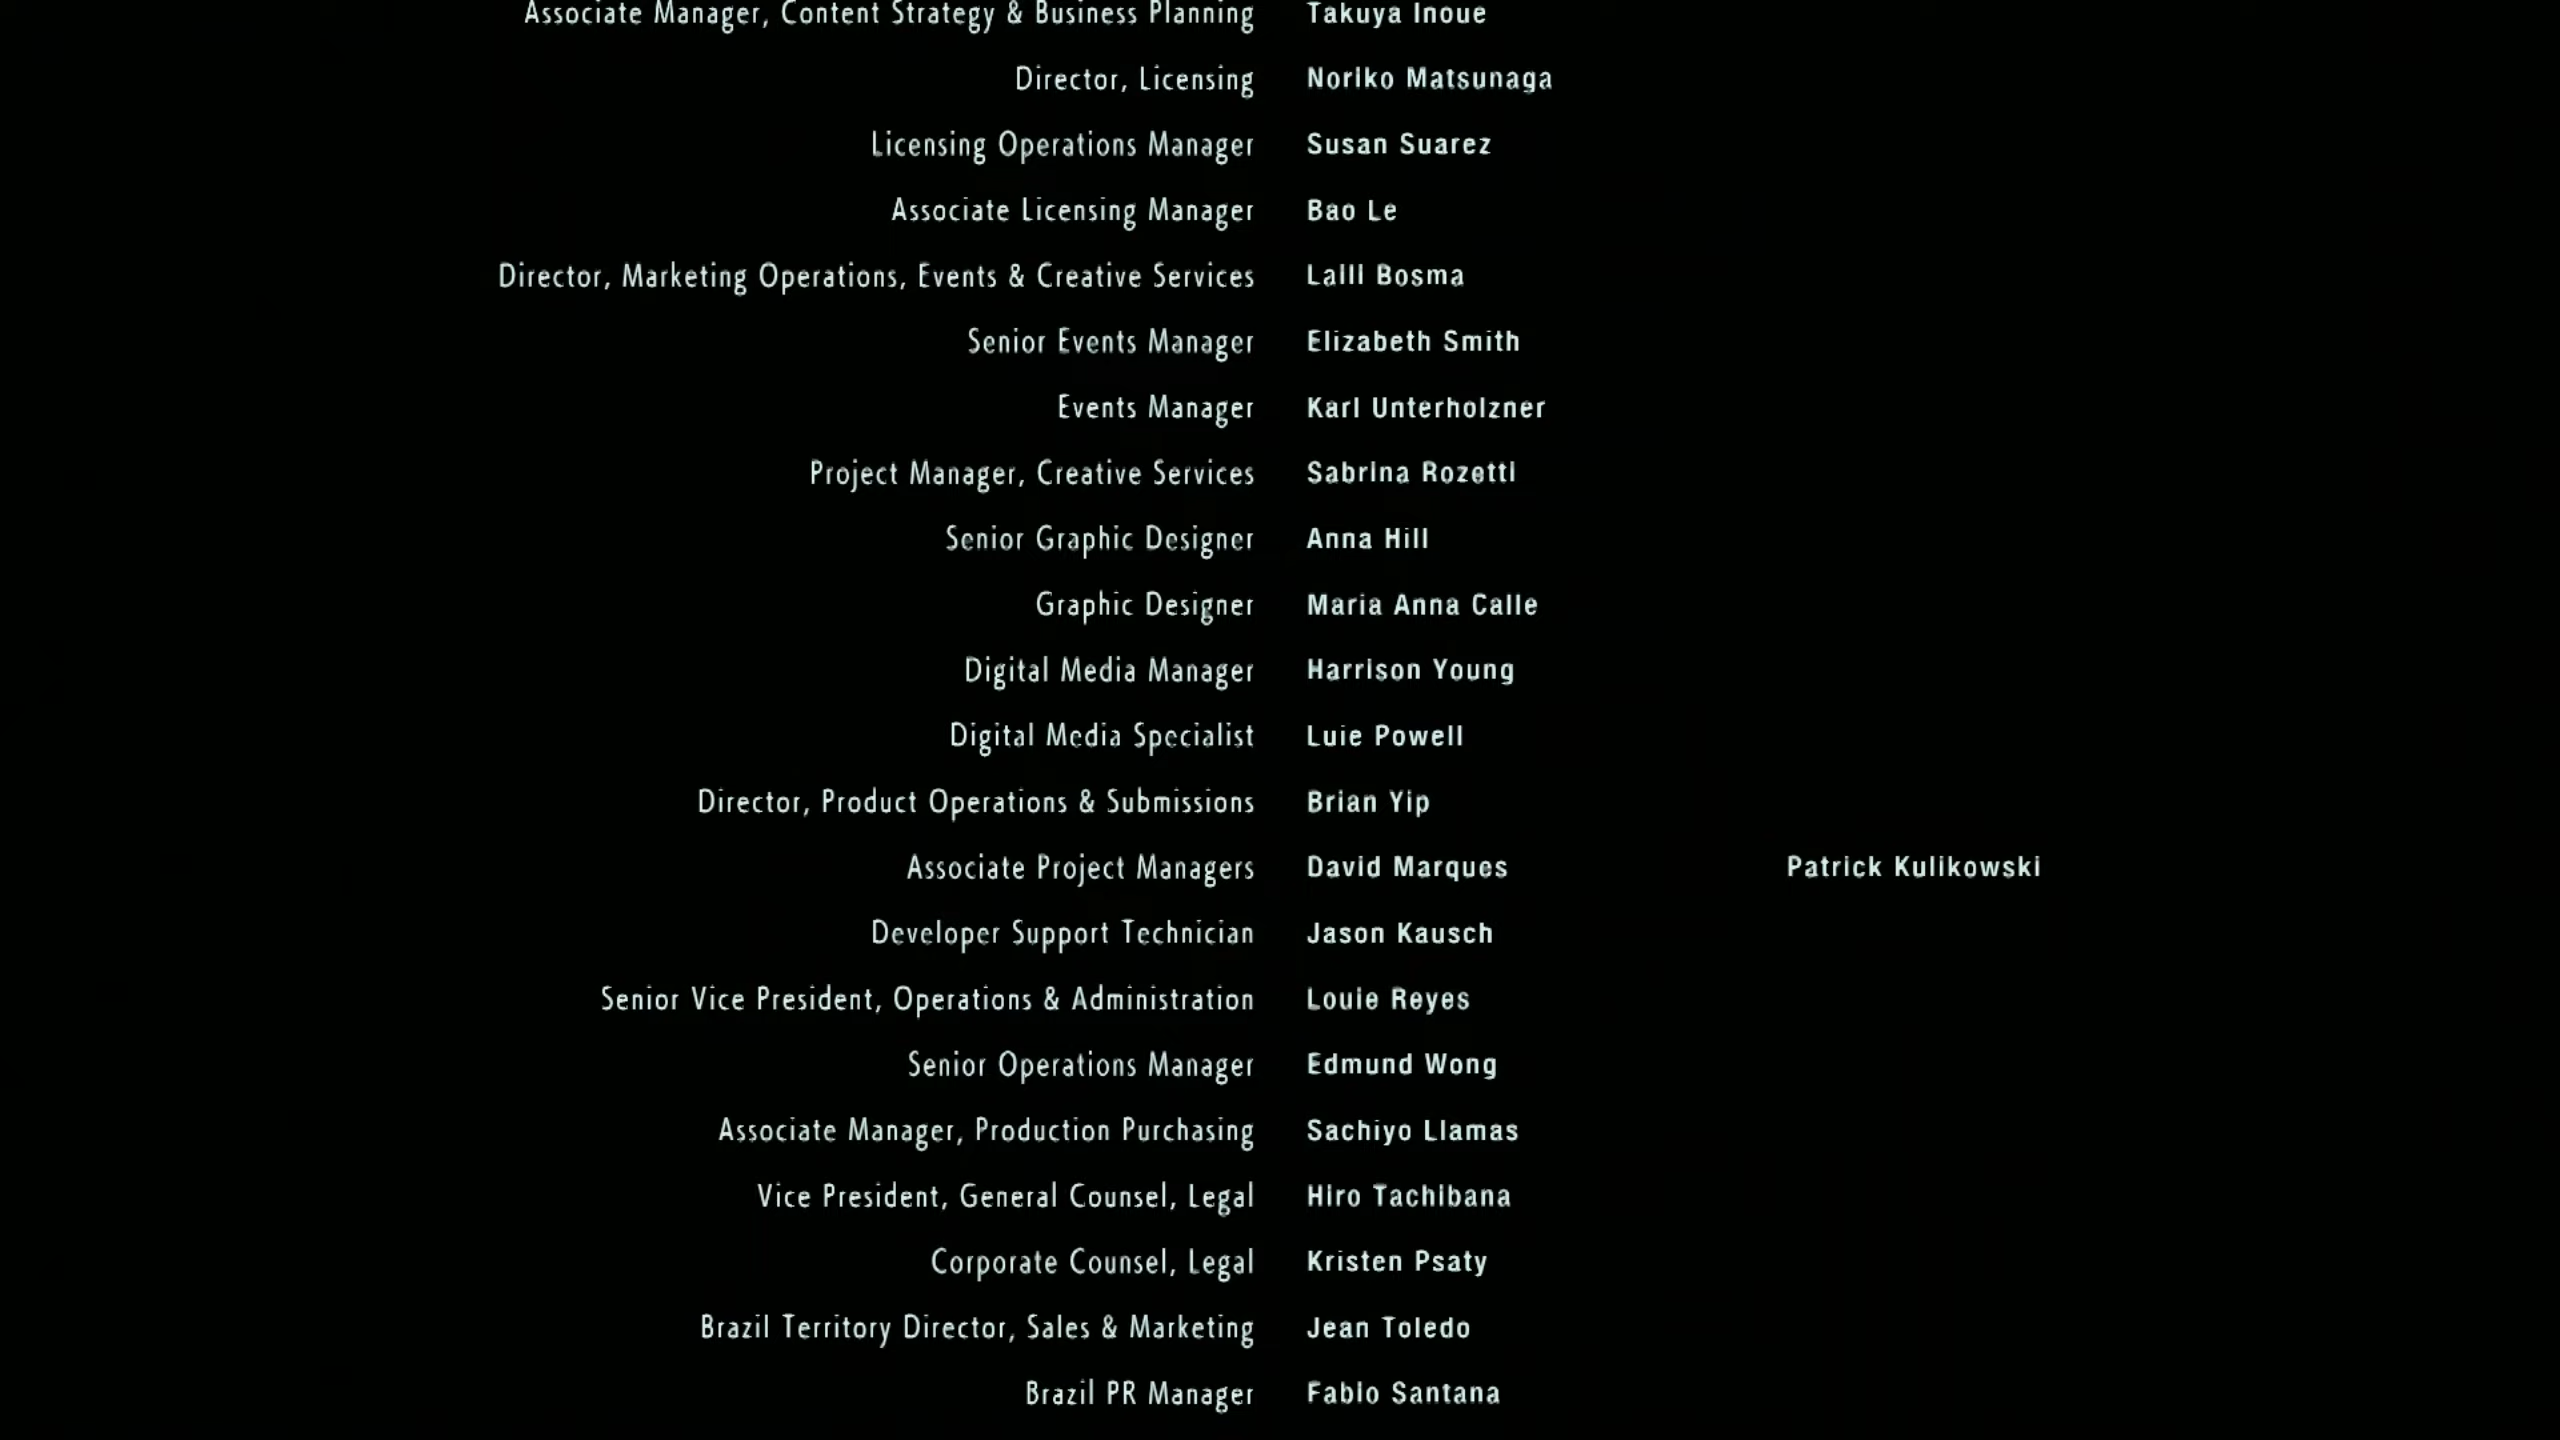 Associate Manager, Content Strategy & Business Planning Takuya Inoue
Director, Licensing Noriko Matsunaga
Licensing Operations Manager Susan Suarez
Associate Licensing Manager Bao Le
Director, Marketing Operations, Events & Creative Services Laili Bosma
Senior Events Manager Elizabeth Smith
Events Manager Karl Unterholzner
Project Manager, Creative Services Sabrina Rozetti
Senior Graphic Designer Anna Hill
Graphic Designer Maria Anna Calle
Digital Media Manager Harrison Young
Digital Media Specialist Luie Powell
Director, Product Operations & Submissions Brian Yip
Associate Project Managers David Marques Patrick Kulikowski
Developer Support Technician Jason Kausch
Senior Vice President, Operations & Administration Louie Reyes
Senior Operations Manager Edmund Wong
Associate Manager, Production Purchasing Sachiyo Llamas
Vice President, General Counsel, Legal Hiro Tachibana
Corporate Counsel, Legal Kristen Psaty
Brazil Territory Director, Sales & Marketing Jean Toledo
Brazil PR Manager Fabio Santana